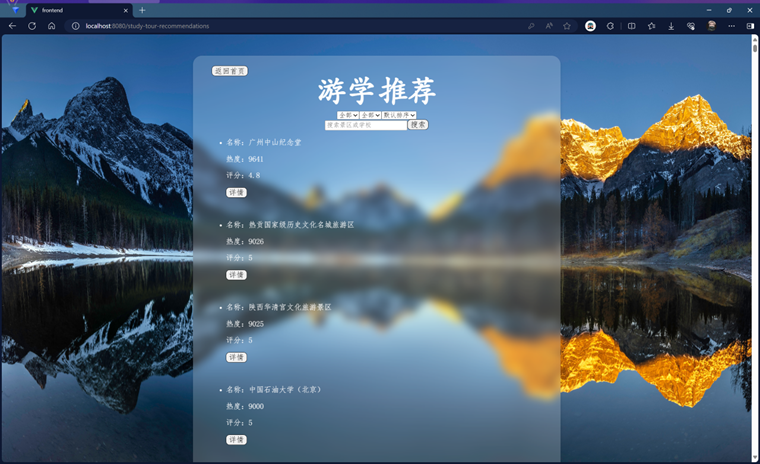 frontend
localhost:8080/study-tour-recommendations
返回首页
游学推荐
全部 全部 默认排序
搜索景区或学校 搜索
名称：广州中山纪念堂
热度：9641
评分：4.8
详情
名称：热贡国家级历史文化名城旅游区
热度：9026
评分：5
详情
名称：陕西华清宫文化旅游景区
热度：9025
评分：5
详情
名称：中国石油大学（北京）
热度：9000
评分：5
详情